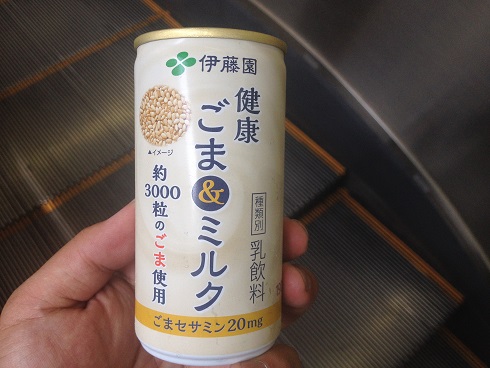 伊藤園
健康
ごま&ミルク
▲イメージ
約3000粒のごま使用
種類別 乳飲料
ごまセサミン20mg